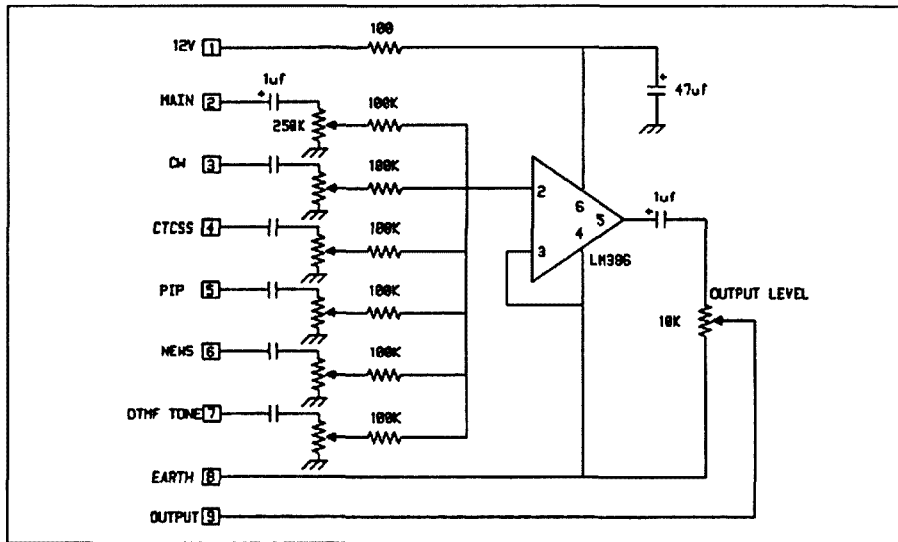 12V 1
100
1uf
+
MAIN 2
250K
100K
+
47uf
CW 3
100K
2
6
3
4
5
LM386
+
1uf
CTCSS 4
100K
PIP 5
100K
OUTPUT LEVEL
10K
NEWS 6
100K
DTMF TONE 7
100K
EARTH 8
OUTPUT 9